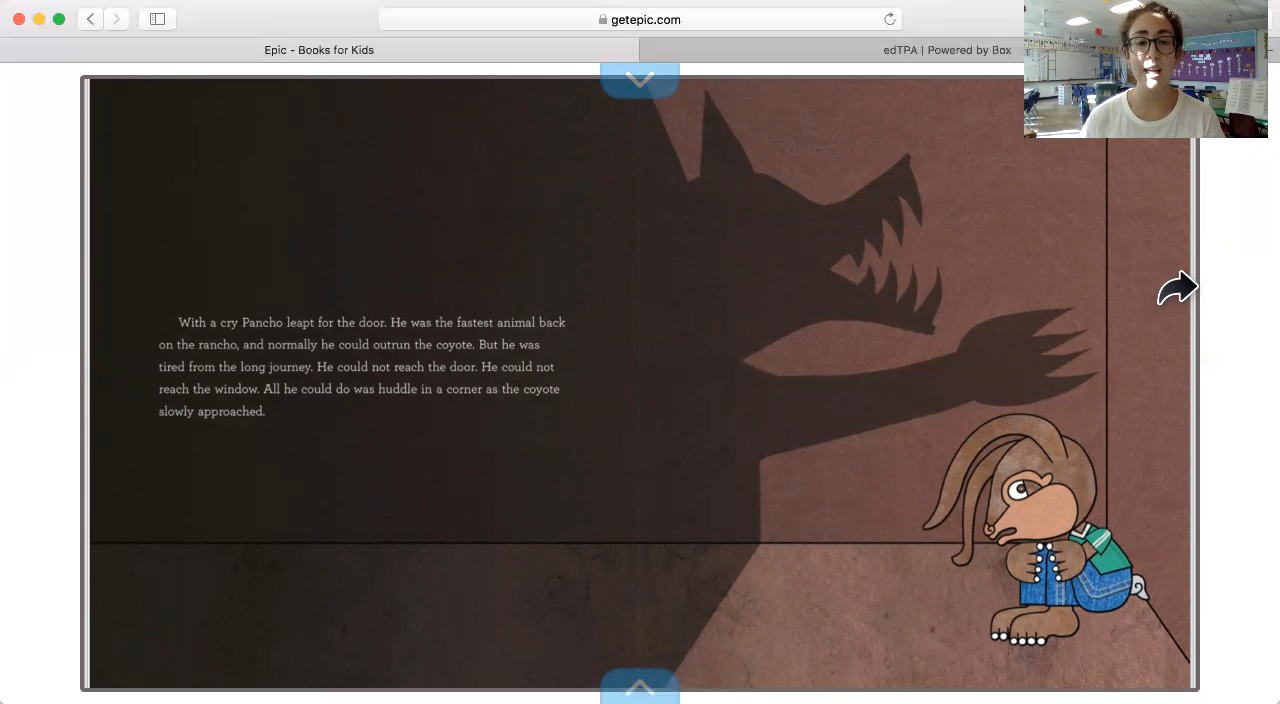 getepic.com
Epic - Books for Kids
edTPA | Powered by Box
With a cry Pancho leapt for the door. He was the fastest animal back
on the rancho, and normally he could outrun the coyote. But he was
tired from the long journey. He could not reach the door. He could not
reach the window. All he could do was huddle in a corner as the coyote
slowly approached.